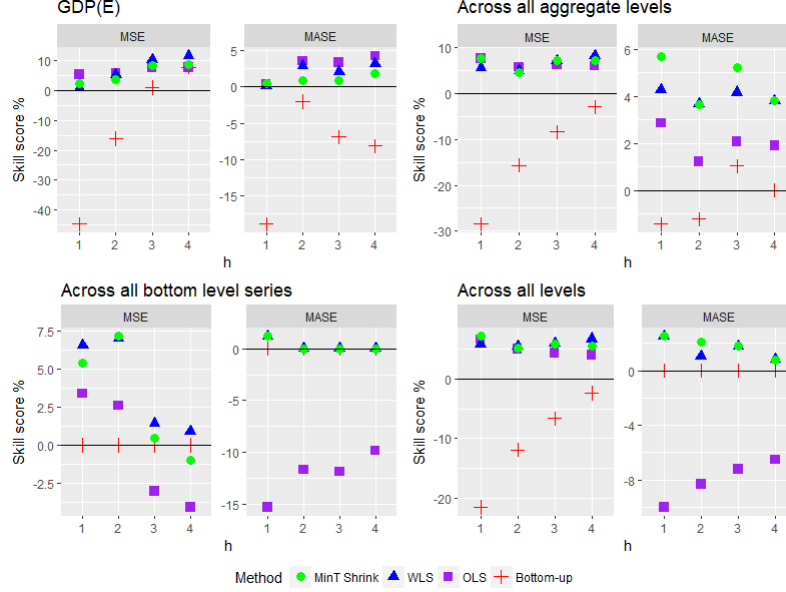 GDP(E)
Across all aggregate levels
MSE
MASE
MSE
MASE
Skill score %
10
0
-10
-20
-30
-40
5
0
-5
-10
-15
Skill score %
10
0
-10
-20
-30
6
4
2
0
1 2 3 4
1 2 3 4
1 2 3 4
1 2 3 4
h
h
Across all bottom level series
Across all levels
MSE
MASE
MSE
MASE
Skill score %
7.5
5.0
2.5
0.0
-2.5
0
-5
-10
-15
Skill score %
0
-10
-20
0
-4
-8
1 2 3 4
1 2 3 4
1 2 3 4
1 2 3 4
h
h
Method MinT Shrink WLS OLS Bottom-up